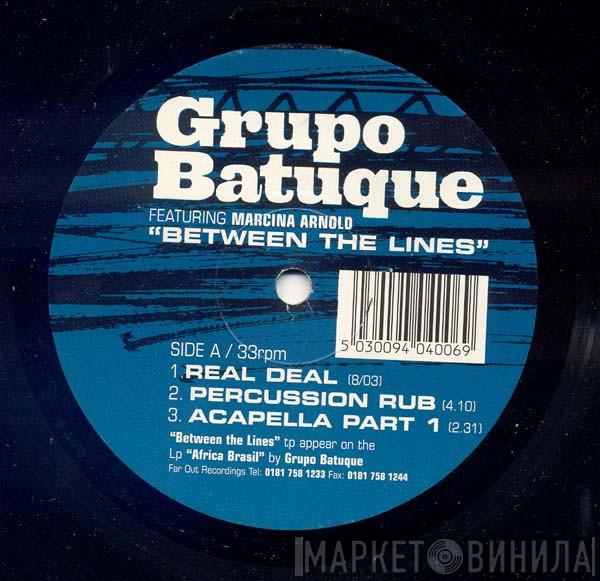 Grupo
Batuque
FEATURING MARCINA ARNOLD
"BETWEEN THE LINES"
5 030094 040069
SIDE A / 33rpm
1. REAL DEAL (8/03)
2. PERCUSSION RUB (4.10)
3. ACAPELLA PART 1 (2.31)
"Between the Lines" tp appear on the
Lp "Africa Brasil" by Grupo Batuque
Far Out Recordings Tel: 0181 758 1233 Fax: 0181 758 1244
МАРКЕТ ВИНИЛА